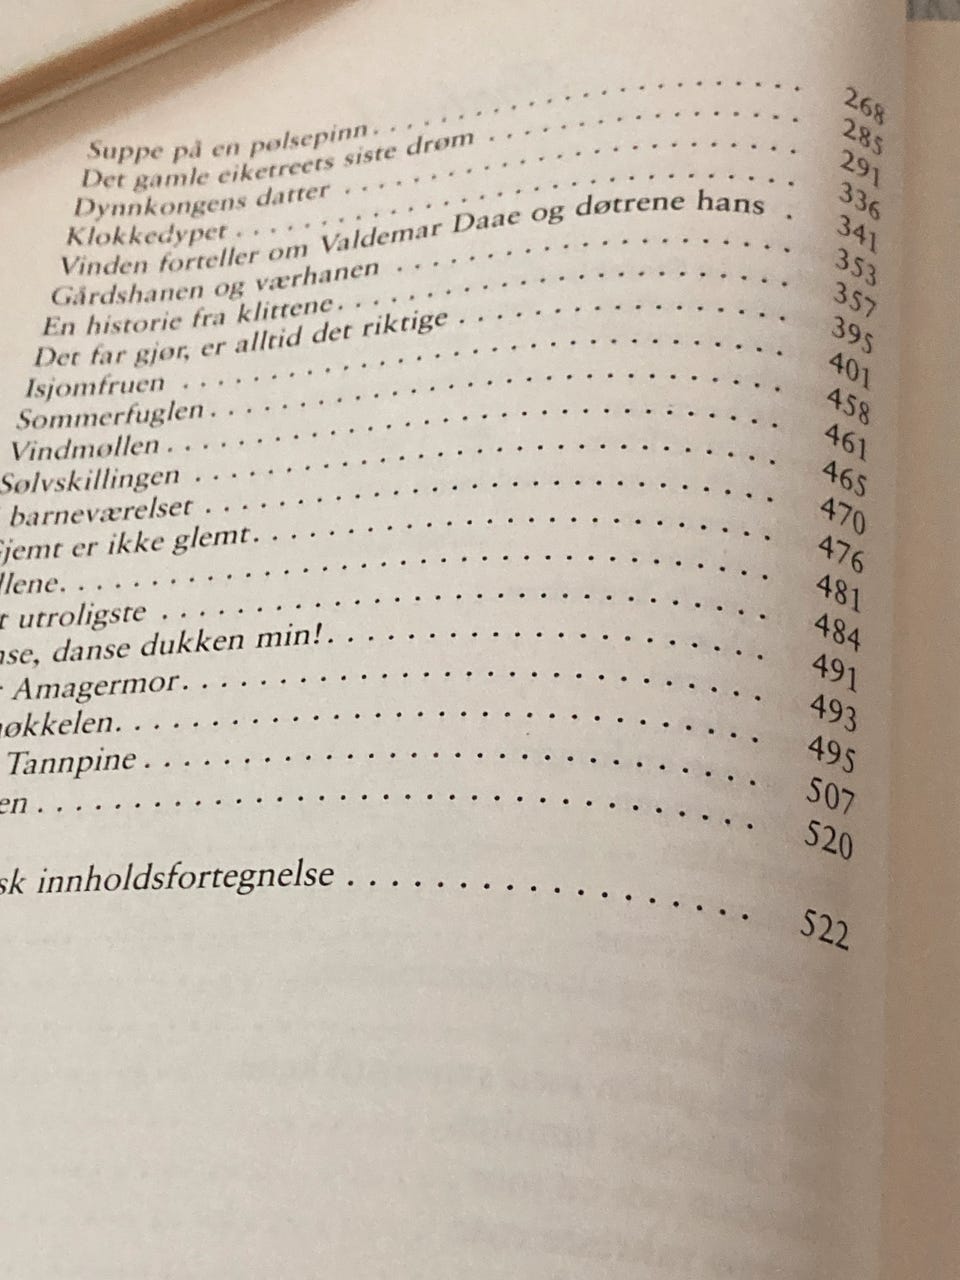 Suppe på en pølsepinn . . . . . . . . . . . . . . . . . . . . . . . . 268
Det gamle eiketreets siste drøm . . . . . . . . . . . . . . . . . 285
Dynnkongens datter . . . . . . . . . . . . . . . . . . . . . . . . . 291
Klokkedypet . . . . . . . . . . . . . . . . . . . . . . . . . . . . . . 336
Vinden forteller om Valdemar Daae og døtrene hans . 341
Gårdshanen og værhanen . . . . . . . . . . . . . . . . . . . . . 353
En historie fra klittene . . . . . . . . . . . . . . . . . . . . . . . . 357
Det far gjør, er alltid det riktige . . . . . . . . . . . . . . . . . 395
Isjomfruen . . . . . . . . . . . . . . . . . . . . . . . . . . . . . . . 401
Sommerfuglen . . . . . . . . . . . . . . . . . . . . . . . . . . . . . 458
Vindmøllen . . . . . . . . . . . . . . . . . . . . . . . . . . . . . . . 461
Sølvskillingen . . . . . . . . . . . . . . . . . . . . . . . . . . . . . 465
barneværelset . . . . . . . . . . . . . . . . . . . . . . . . . . . . . 470
jemt er ikke glemt . . . . . . . . . . . . . . . . . . . . . . . . . . 476
llene . . . . . . . . . . . . . . . . . . . . . . . . . . . . . . . . . . . 481
t utroligste . . . . . . . . . . . . . . . . . . . . . . . . . . . . . . . 484
nse, danse dukken min! . . . . . . . . . . . . . . . . . . . . . . 491
r Amagermor . . . . . . . . . . . . . . . . . . . . . . . . . . . . . . 493
økkelen . . . . . . . . . . . . . . . . . . . . . . . . . . . . . . . . . 495
Tannpine . . . . . . . . . . . . . . . . . . . . . . . . . . . . . . . . 507
en . . . . . . . . . . . . . . . . . . . . . . . . . . . . . . . . . . . . . 520
sk innholdsfortegnelse . . . . . . . . . . . . . . . . . . . 522